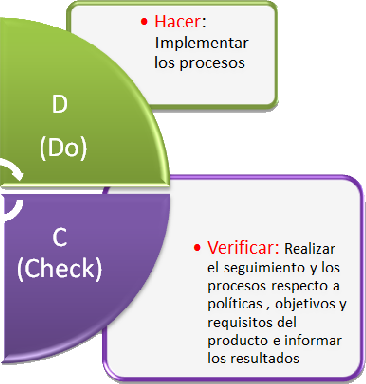 D
(Do)
• Hacer:
Implementar
los procesos
C
(Check)
• Verificar: Realizar
el seguimiento y los
procesos respecto a
políticas , objetivos y
requisitos del
producto e informar
los resultados